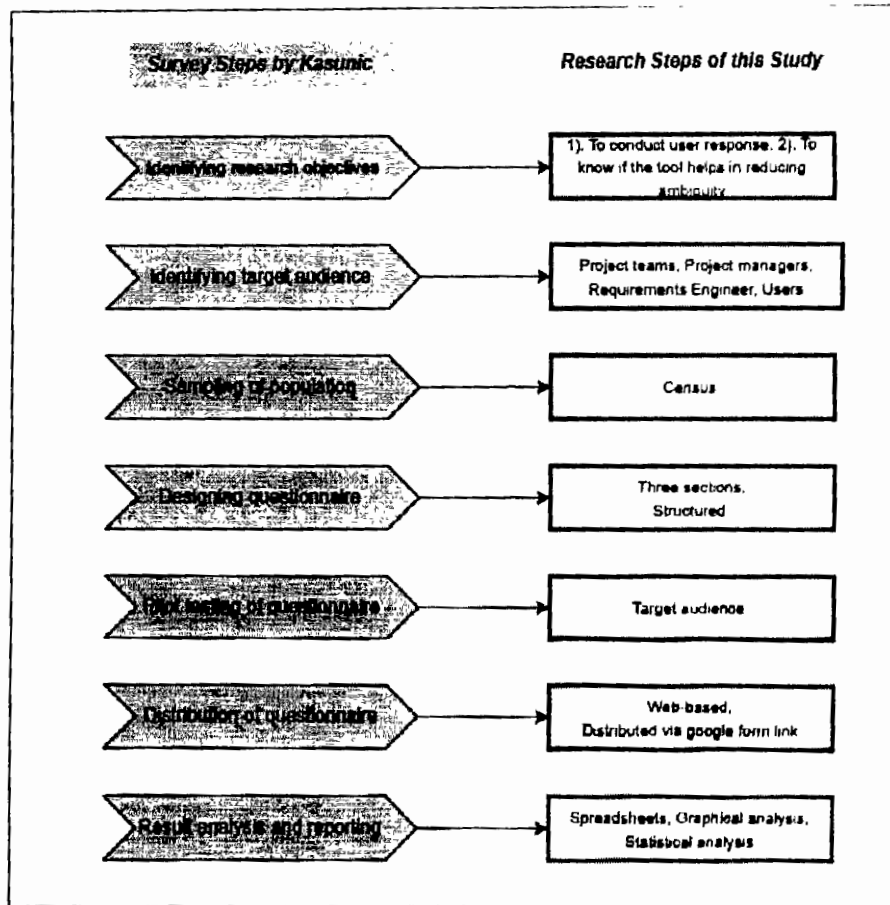 Survey Steps by Kasunic
Research Steps of this Study
Identifying research objectives
1). To conduct user response. 2). To
know if the tool helps in reducing
ambiguity
Identifying target audience
Project teams, Project managers,
Requirements Engineer, Users
Sampling of population
Census
Designing questionnaire
Three sections,
Structured
Pilot testing of questionnaire
Target audience
Distribution of questionnaire
Web-based,
Distributed via google form link
Result analysis and reporting
Spreadsheets, Graphical analysis,
Statistical analysis